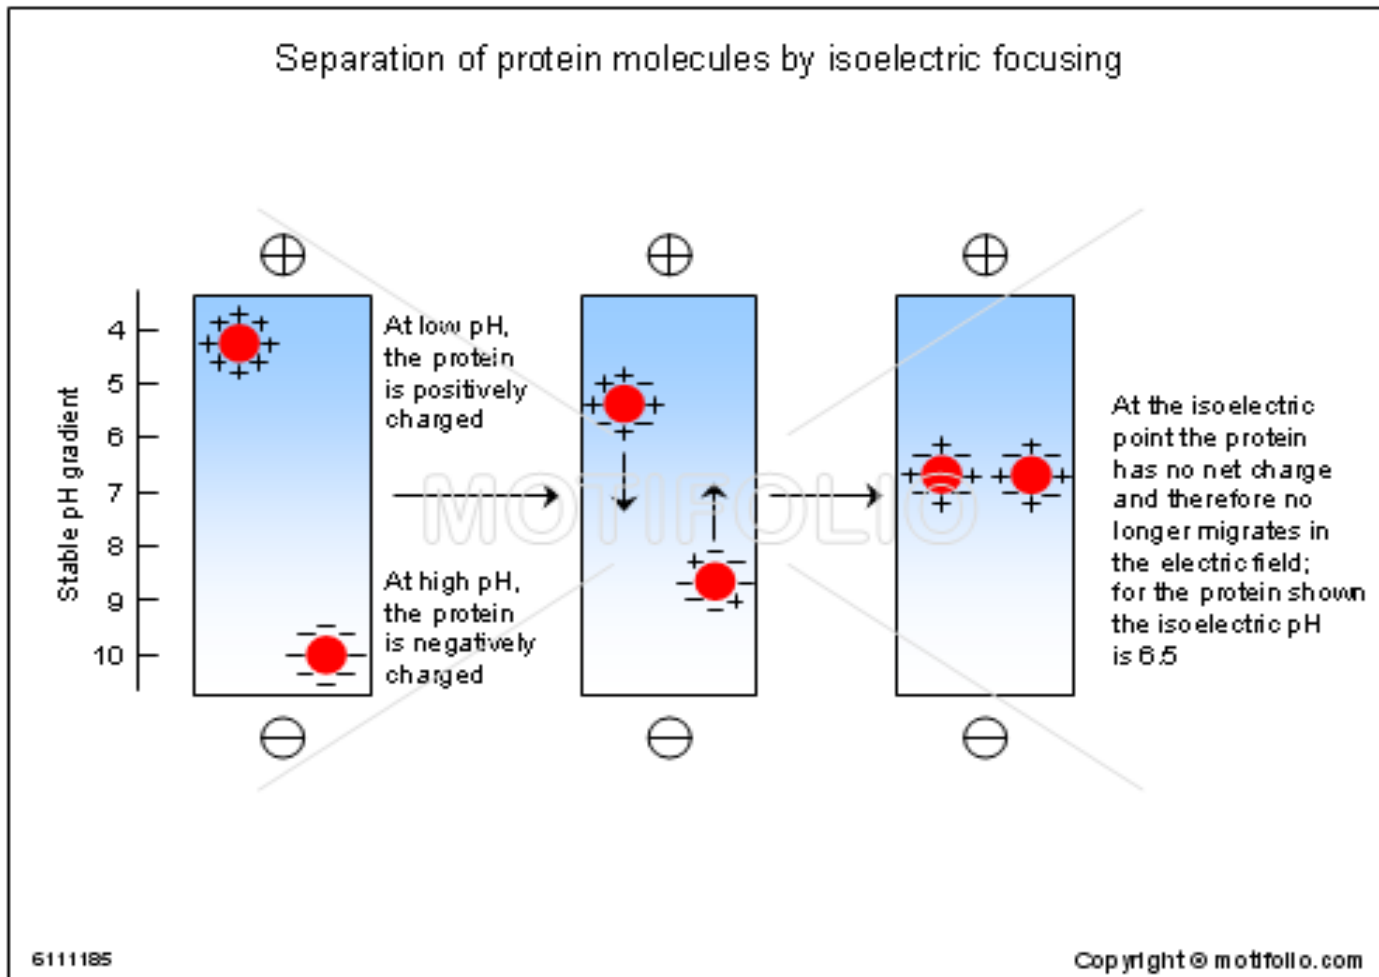 Separation of protein molecules by isoelectric focusing
Stable pH gradient
4
5
6
7
8
9
10
At low pH,
the protein
is positively
charged
At high pH,
the protein
is negatively
charged
MOTIFOLIO
At the isoelectric
point the protein
has no net charge
and therefore no
longer migrates in
the electric field;
for the protein shown
the isoelectric pH
is 6.5
6111185
Copyright © motifolio.com